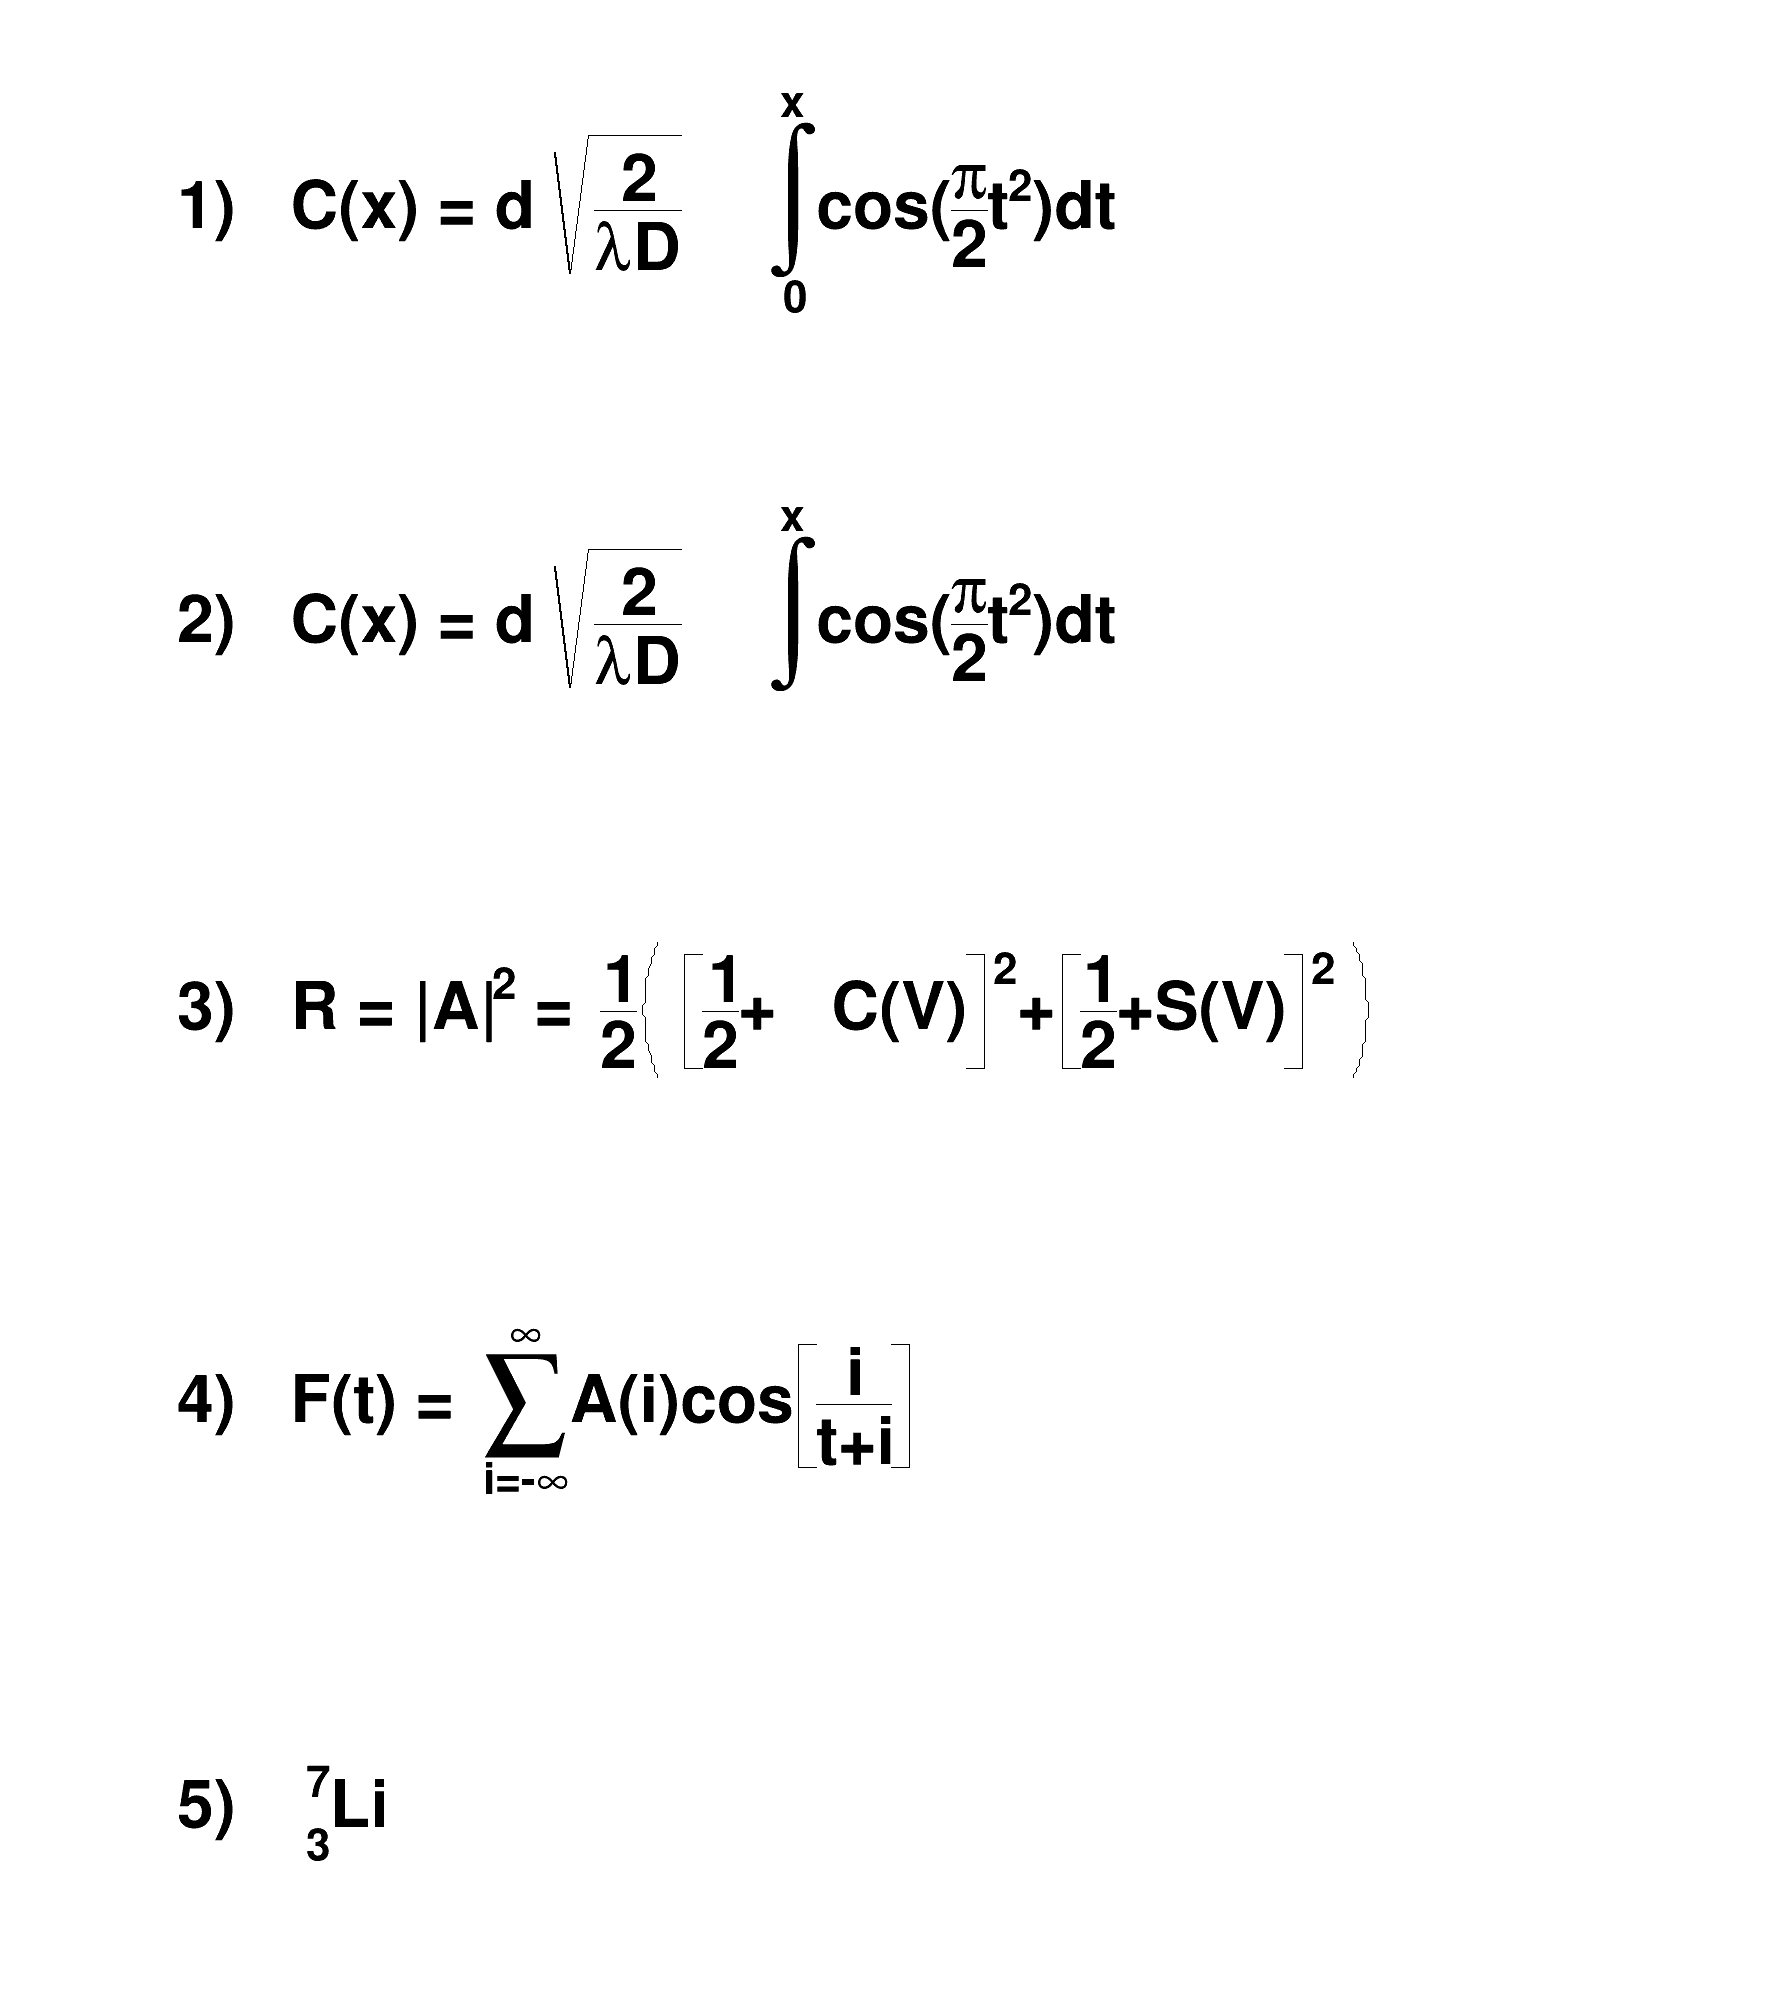 1) C(x) = d √(2/λD) ∫₀ˣ cos(π/2 t²)dt
2) C(x) = d √(2/λD) ∫ˣ cos(π/2 t²)dt
3) R = |A|² = 1/2( [1/2+ C(V)]²+[1/2+S(V)]² )
4) F(t) = ∑_{i=-∞}^{∞} A(i)cos[i/t+i]
5) ⁷₃Li